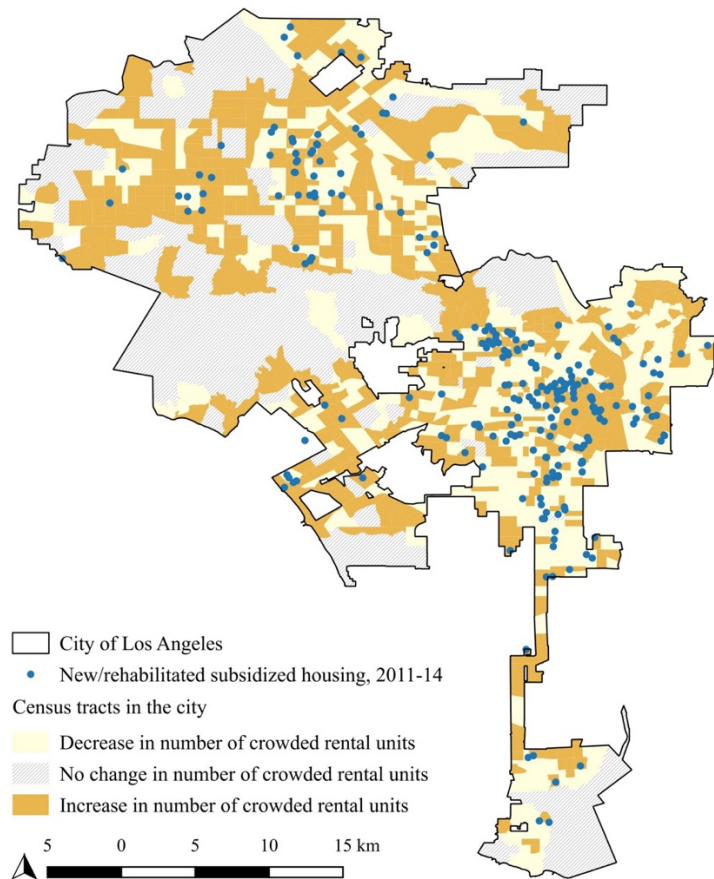 City of Los Angeles
New/rehabilitated subsidized housing, 2011-14
Census tracts in the city
Decrease in number of crowded rental units
No change in number of crowded rental units
Increase in number of crowded rental units
5 0 5 10 15 km